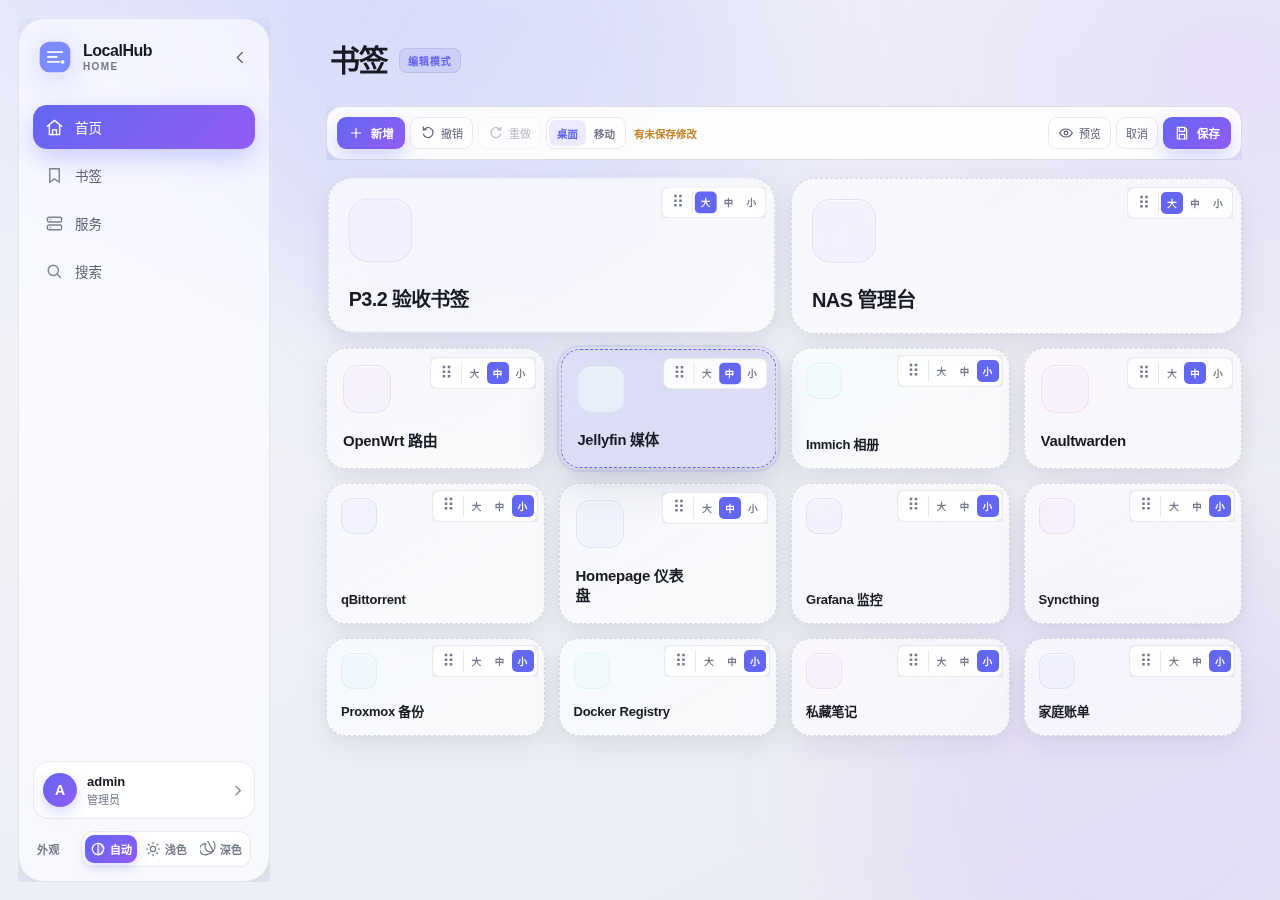 LocalHub
HOME
首页
书签
服务
搜索
A
admin
管理员
外观
自动
浅色
深色
书签
编辑模式
新增
撤销
重做
桌面
移动
有未保存修改
预览
取消
保存
大 中 小
P3.2 验收书签
大 中 小
NAS 管理台
大 中 小
OpenWrt 路由
大 中 小
Jellyfin 媒体
大 中 小
Immich 相册
大 中 小
Vaultwarden
大 中 小
qBittorrent
大 中 小
Homepage 仪表
盘
大 中 小
Grafana 监控
大 中 小
Syncthing
大 中 小
Proxmox 备份
大 中 小
Docker Registry
大 中 小
私藏笔记
大 中 小
家庭账单